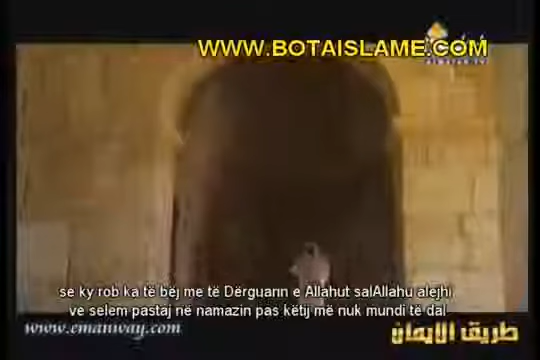 WWW.BOTAISLAME.COM
se ky rob ka të bëj me të Dërguarin e Allahut salAllahu alejhi
ve selem pastaj në namazin pas këtij më nuk mundi të dal
www.emanway.com
طريق الإيمان